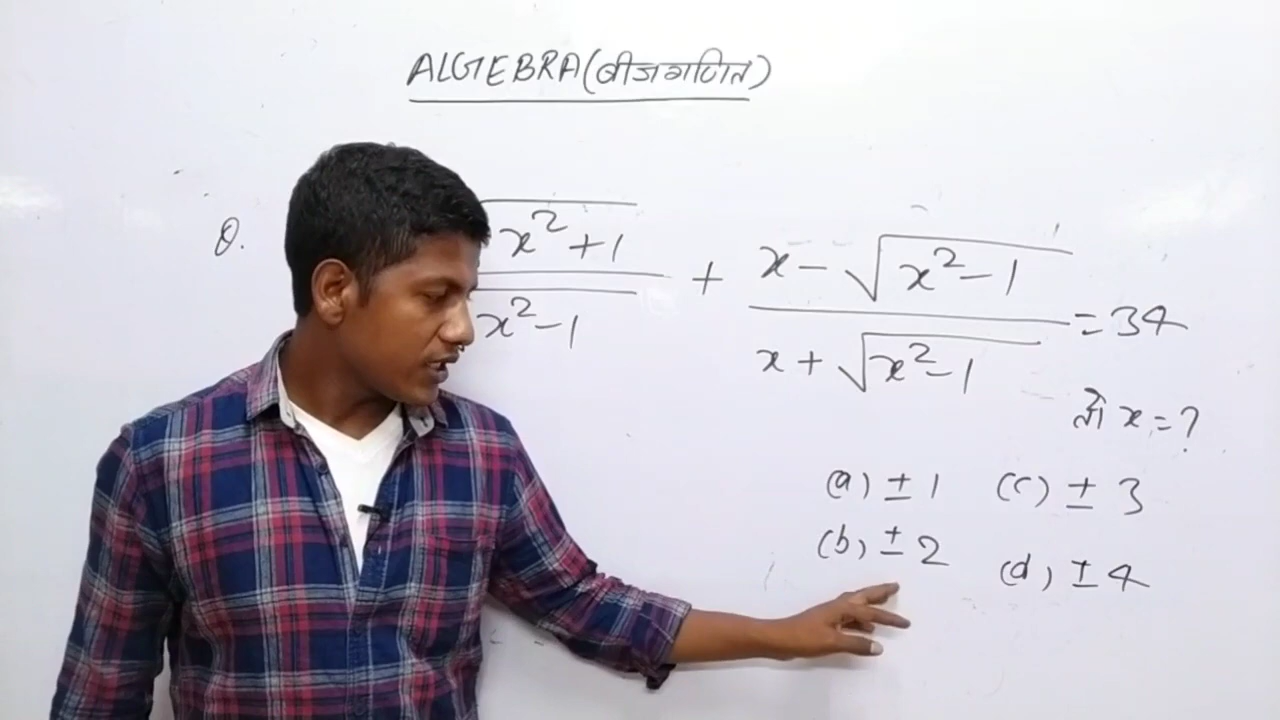 ALGEBRA(बीजगणित)
Q. √x²+1 / x²-1 + x-√x²-1 / x+√x²-1 = 34
तो x=?
(a) ±1 (c) ±3
(b) ±2 (d) ±4